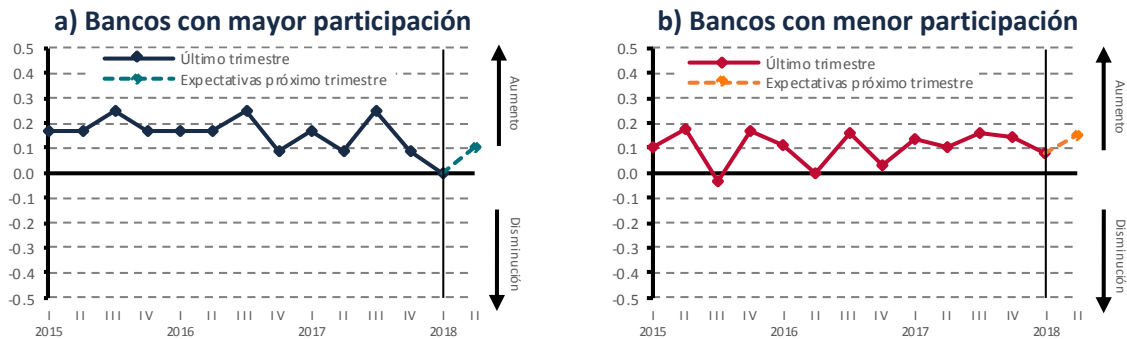 a) Bancos con mayor participación
0.5
0.4
0.3
0.2
0.1
0.0
-0.1
-0.2
-0.3
-0.4
-0.5
Último trimestre
Expectativas próximo trimestre
Aumento
Disminución
I II III IV I II III IV I II III IV I II
2015 2016 2017 2018
b) Bancos con menor participación
0.5
0.4
0.3
0.2
0.1
0.0
-0.1
-0.2
-0.3
-0.4
-0.5
Último trimestre
Expectativas próximo trimestre
Aumento
Disminución
I II III IV I II III IV I II III IV I II
2015 2016 2017 2018